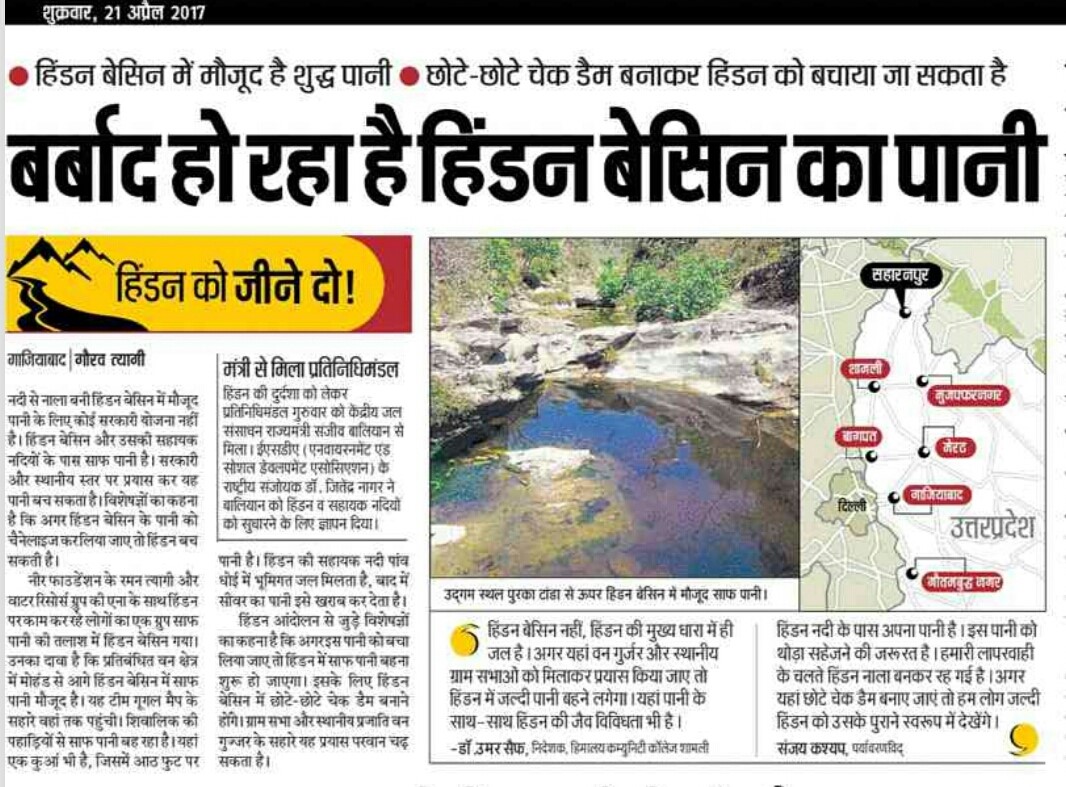 शुक्रवार, 21 अप्रैल 2017
● हिंडन बेसिन में मौजूद है शुद्ध पानी ● छोटे-छोटे चेक डैम बनाकर हिंडन को बचाया जा सकता है
बर्बाद हो रहा है हिंडन बेसिन का पानी
हिंडन को जीने दो!
गाजियाबाद | गौरव त्यागी
नदी से नाला बनी हिंडन बेसिन में मौजूद
पानी के लिए कोई सरकारी योजना नहीं
है। हिंडन बेसिन और उसकी सहायक
नदियों के पास साफ पानी है। सरकारी
और स्थानीय स्तर पर प्रयास कर यह
पानी बच सकता है। विशेषज्ञों का कहना
है कि अगर हिंडन बेसिन के पानी को
चैनेलाइज कर लिया जाए तो हिंडन बच
सकती है।
नीर फाउंडेशन के रमन त्यागी और
वाटर रिसोर्स ग्रुप की एना के साथ हिंडन
पर काम कर रहे लोगों का एक ग्रुप साफ
पानी की तलाश में हिंडन बेसिन गया।
उनका दावा है कि प्रतिबंधित वन क्षेत्र
में मोहंड से आगे हिंडन बेसिन में साफ
पानी मौजूद है। यह टीम गूगल मैप के
सहारे वहां तक पहुंची। शिवालिक की
पहाड़ियों से साफ पानी बह रहा है। यहां
एक कुआं भी है, जिसमें आठ फुट पर
मंत्री से मिला प्रतिनिधिमंडल
हिंडन की दुर्दशा को लेकर
प्रतिनिधिमंडल गुरुवार को केंद्रीय जल
संसाधन राज्यमंत्री संजीव बालियान से
मिला। ईएसडीए (एनवायरनमेंट एंड
सोशल डेवलपमेंट एसोसिएशन) के
राष्ट्रीय संजोयक डॉ. जितेंद्र नागर ने
बालियान को हिंडन व सहायक नदियों
को सुधारने के लिए ज्ञापन दिया।
पानी है। हिंडन की सहायक नदी पांव
धोई में भूमिगत जल मिलता है, बाद में
सीवर का पानी इसे खराब कर देता है।
हिंडन आंदोलन से जुड़े विशेषज्ञों
का कहना है कि अगर इस पानी को बचा
लिया जाए तो हिंडन में साफ पानी बहना
शुरू हो जाएगा। इसके लिए हिंडन
बेसिन में छोटे-छोटे चेक डैम बनाने
होंगे। ग्राम सभा और स्थानीय प्रजाति वन
गुज्जर के सहारे यह प्रयास परवान चढ़
सकता है।
सहारनपुर
शामली
मुजफ्फरनगर
बागपत
मेरठ
गाजियाबाद
दिल्ली
उत्तरप्रदेश
गौतमबुद्ध नगर
उद्गम स्थल पुरका टांडा से ऊपर हिंडन बेसिन में मौजूद साफ पानी।
हिंडन बेसिन नहीं, हिंडन की मुख्य धारा में ही
जल है। अगर यहां वन गुर्जर और स्थानीय
ग्राम सभाओं को मिलाकर प्रयास किया जाए तो
हिंडन में जल्दी पानी बहने लगेगा। यहां पानी के
साथ-साथ हिंडन की जैव विविधता भी है।
-डॉ.उमर सैफ, निदेशक, हिमालय कम्युनिटी कॉलेज शामली
हिंडन नदी के पास अपना पानी है। इस पानी को
थोड़ा सहेजने की जरूरत है। हमारी लापरवाही
के चलते हिंडन नाला बनकर रह गई है। अगर
यहां छोटे चेक डैम बनाए जाएं तो हम लोग जल्दी
हिंडन को उसके पुराने स्वरूप में देखेंगे।
संजय कश्यप, पर्यावरणविद्